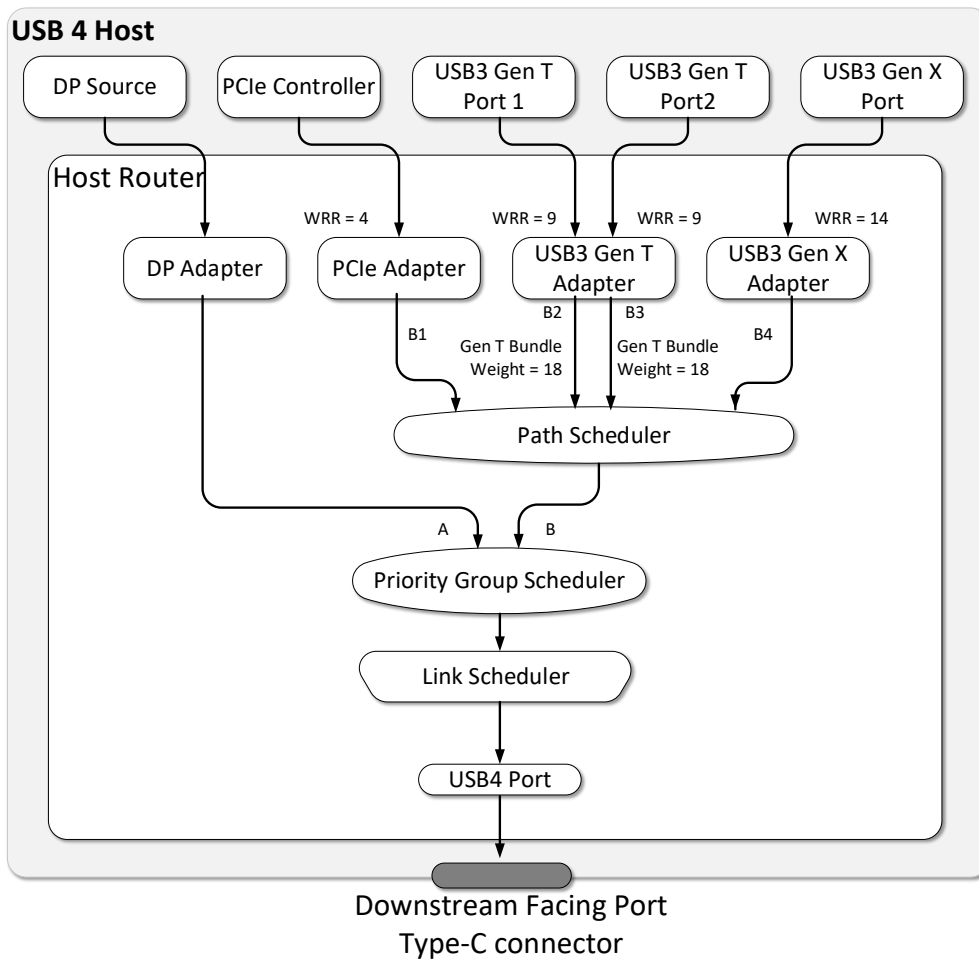 USB 4 Host
DP Source
PCIe Controller
USB3 Gen T
Port 1
USB3 Gen T
Port2
USB3 Gen X
Port
Host Router
WRR = 4
WRR = 9
WRR = 9
WRR = 14
DP Adapter
PCIe Adapter
USB3 Gen T
Adapter
USB3 Gen X
Adapter
B1
B2
B3
B4
Gen T Bundle
Weight = 18
Gen T Bundle
Weight = 18
Path Scheduler
A
B
Priority Group Scheduler
Link Scheduler
USB4 Port
Downstream Facing Port
Type-C connector